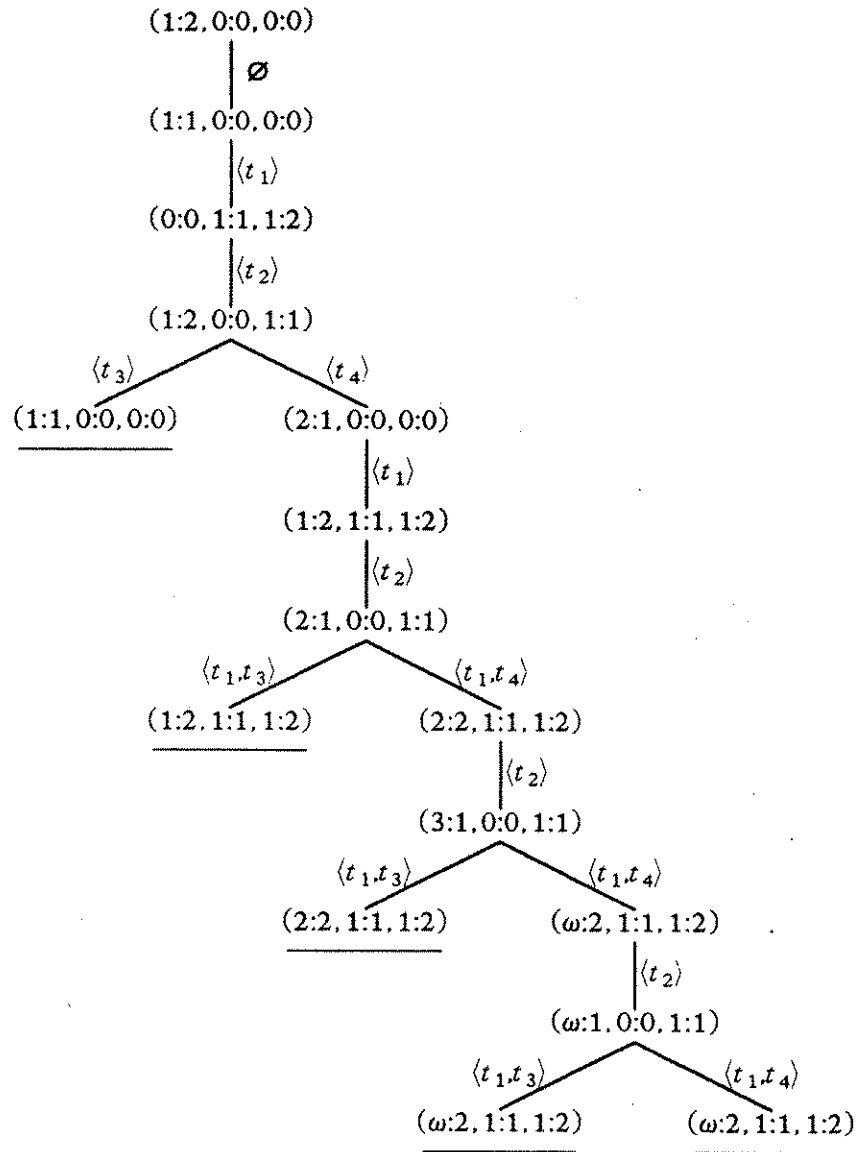 (1:2, 0:0, 0:0)
∅
(1:1, 0:0, 0:0)
⟨t₁⟩
(0:0, 1:1, 1:2)
⟨t₂⟩
(1:2, 0:0, 1:1)
⟨t₃⟩ ⟨t₄⟩
(1:1, 0:0, 0:0) (2:1, 0:0, 0:0)
⟨t₁⟩
(1:2, 1:1, 1:2)
⟨t₂⟩
(2:1, 0:0, 1:1)
⟨t₁,t₃⟩ ⟨t₁,t₄⟩
(1:2, 1:1, 1:2) (2:2, 1:1, 1:2)
⟨t₂⟩
(3:1, 0:0, 1:1)
⟨t₁,t₃⟩ ⟨t₁,t₄⟩
(2:2, 1:1, 1:2) (ω:2, 1:1, 1:2)
⟨t₂⟩
(ω:1, 0:0, 1:1)
⟨t₁,t₃⟩ ⟨t₁,t₄⟩
(ω:2, 1:1, 1:2) (ω:2, 1:1, 1:2)